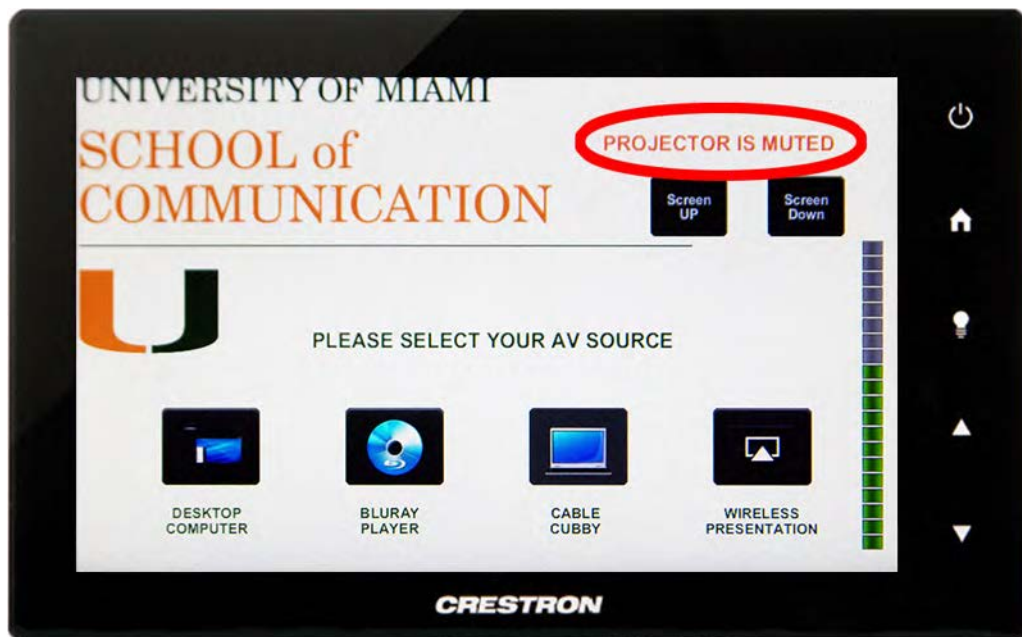 UNIVERSITY OF MIAMI
SCHOOL of
COMMUNICATION
PROJECTOR IS MUTED
Screen
UP
Screen
Down
PLEASE SELECT YOUR AV SOURCE
DESKTOP
COMPUTER
BLURAY
PLAYER
CABLE
CUBBY
WIRELESS
PRESENTATION
CRESTRON